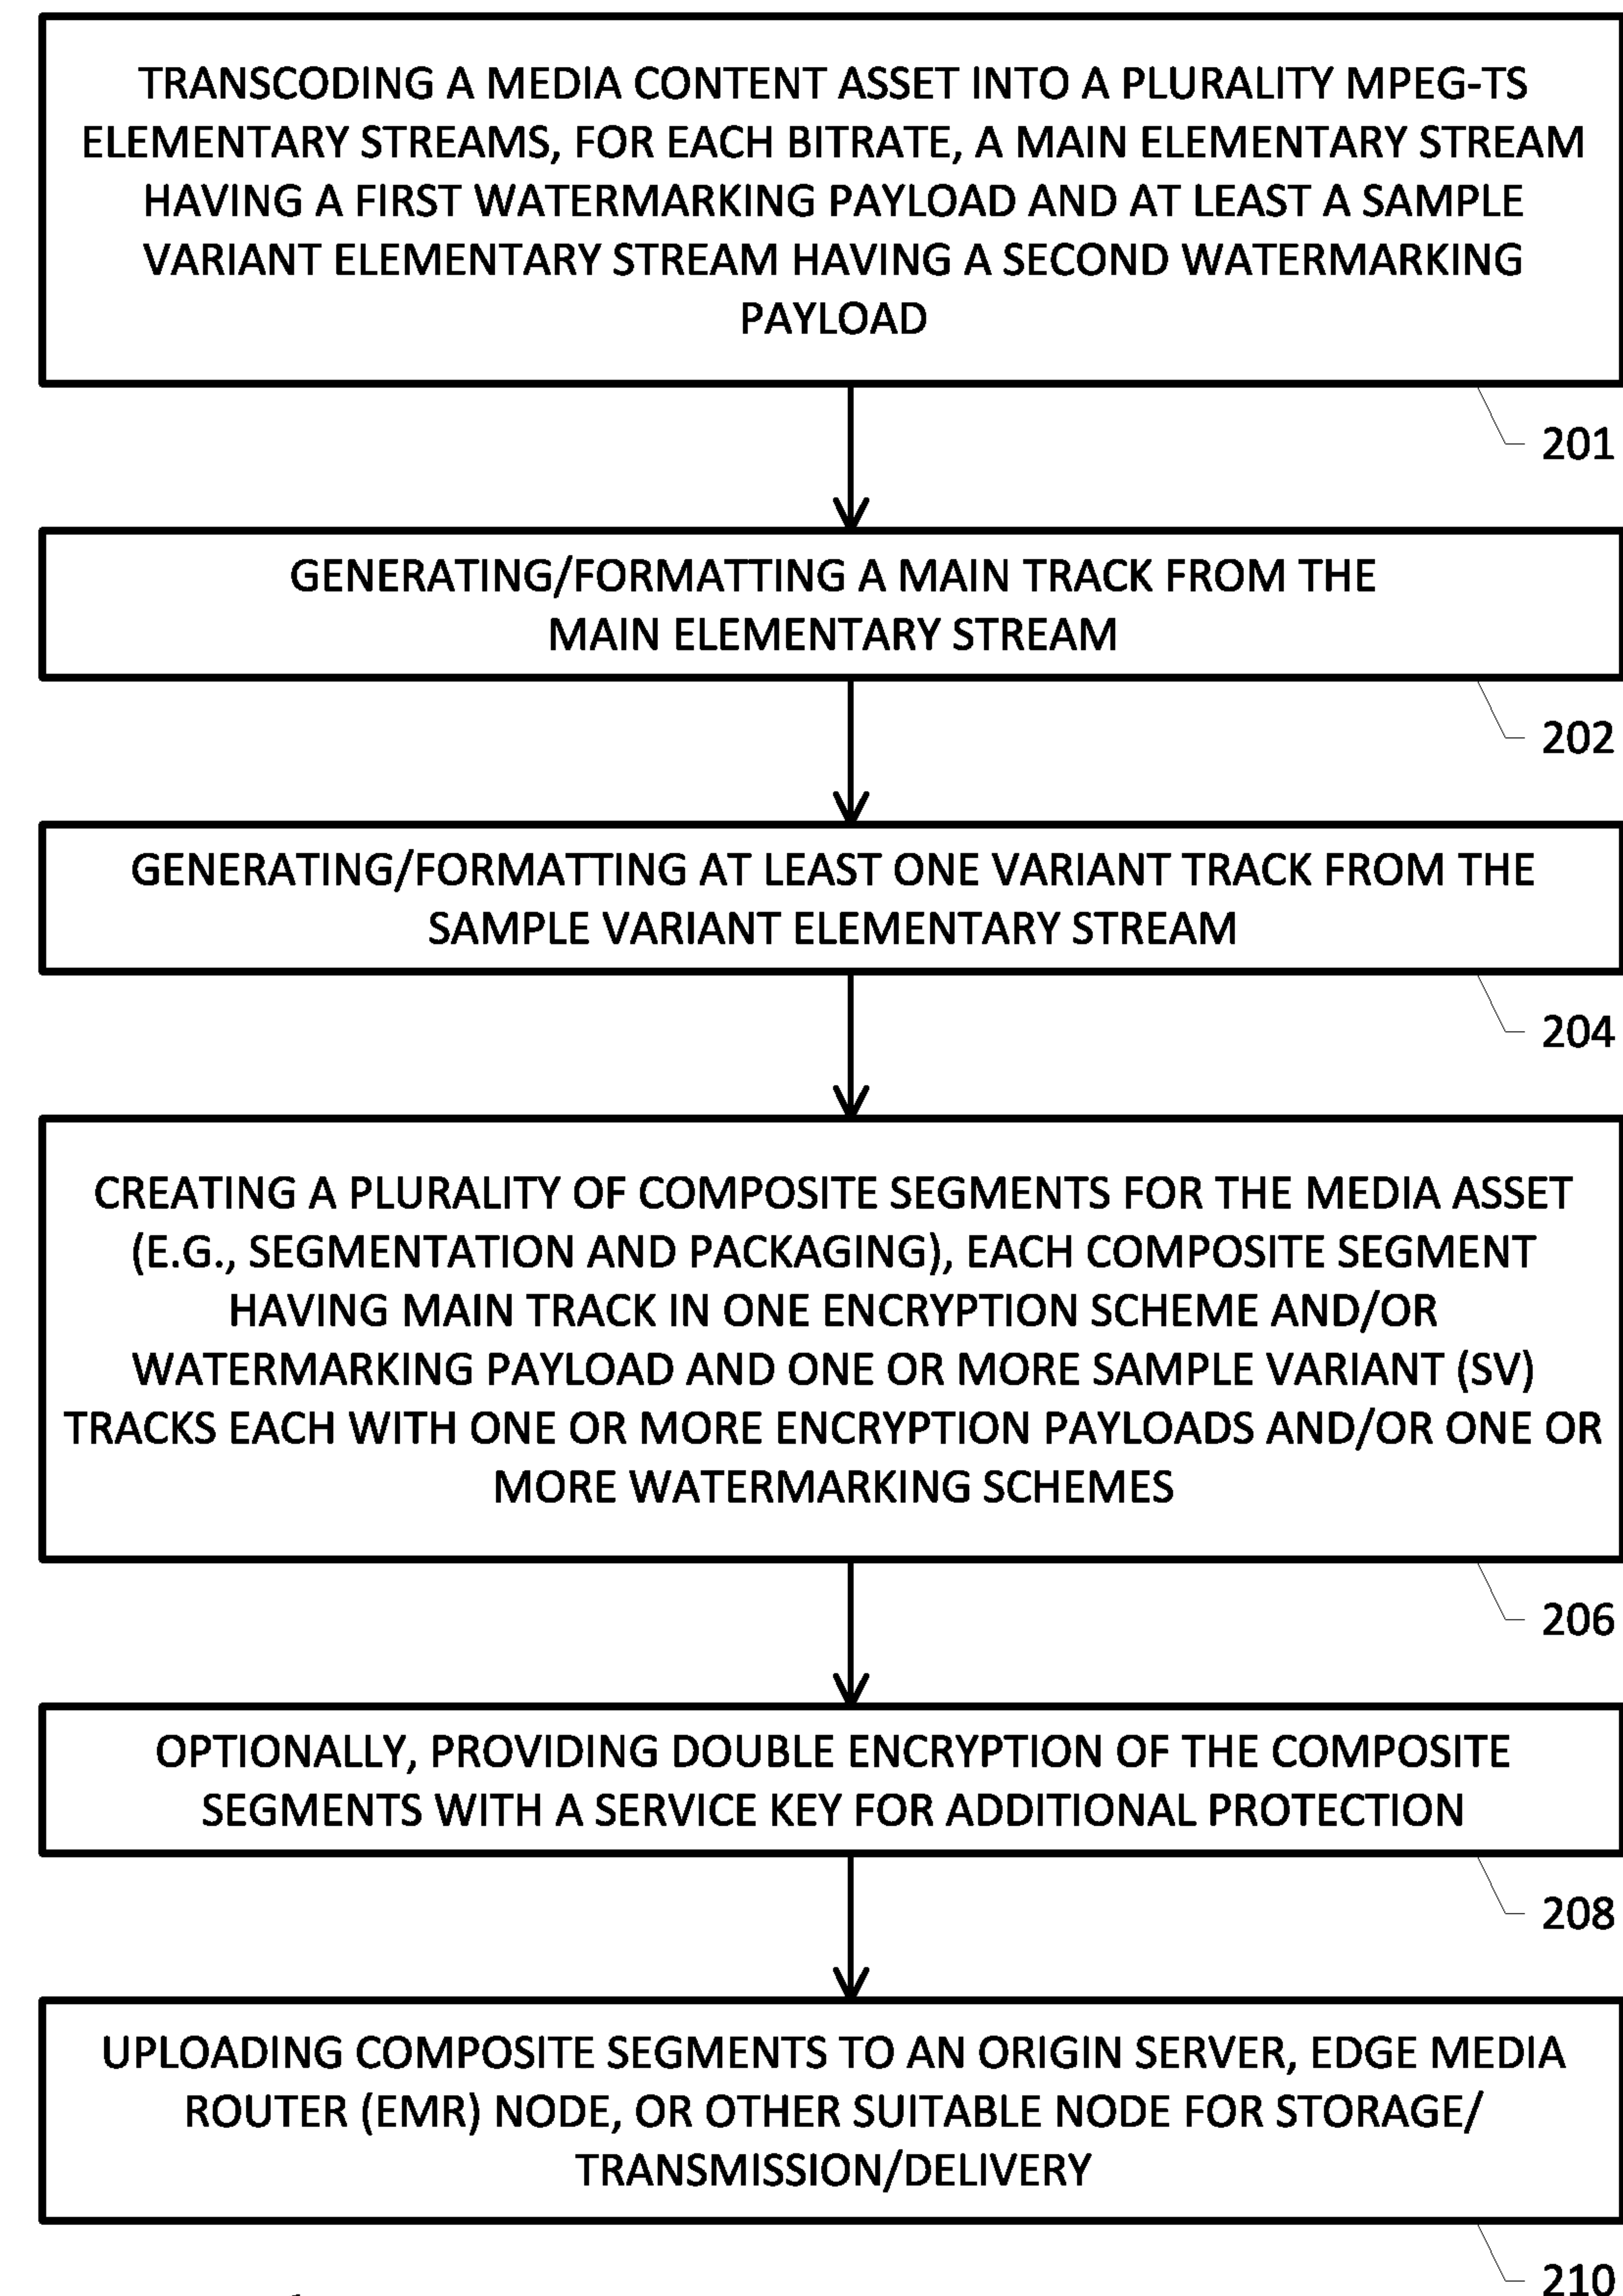 TRANSCODING A MEDIA CONTENT ASSET INTO A PLURALITY MPEG-TS
ELEMENTARY STREAMS, FOR EACH BITRATE, A MAIN ELEMENTARY STREAM
HAVING A FIRST WATERMARKING PAYLOAD AND AT LEAST A SAMPLE
VARIANT ELEMENTARY STREAM HAVING A SECOND WATERMARKING
PAYLOAD
201
GENERATING/FORMATTING A MAIN TRACK FROM THE
MAIN ELEMENTARY STREAM
202
GENERATING/FORMATTING AT LEAST ONE VARIANT TRACK FROM THE
SAMPLE VARIANT ELEMENTARY STREAM
204
CREATING A PLURALITY OF COMPOSITE SEGMENTS FOR THE MEDIA ASSET
(E.G., SEGMENTATION AND PACKAGING), EACH COMPOSITE SEGMENT
HAVING MAIN TRACK IN ONE ENCRYPTION SCHEME AND/OR
WATERMARKING PAYLOAD AND ONE OR MORE SAMPLE VARIANT (SV)
TRACKS EACH WITH ONE OR MORE ENCRYPTION PAYLOADS AND/OR ONE OR
MORE WATERMARKING SCHEMES
206
OPTIONALLY, PROVIDING DOUBLE ENCRYPTION OF THE COMPOSITE
SEGMENTS WITH A SERVICE KEY FOR ADDITIONAL PROTECTION
208
UPLOADING COMPOSITE SEGMENTS TO AN ORIGIN SERVER, EDGE MEDIA
ROUTER (EMR) NODE, OR OTHER SUITABLE NODE FOR STORAGE/
TRANSMISSION/DELIVERY
210